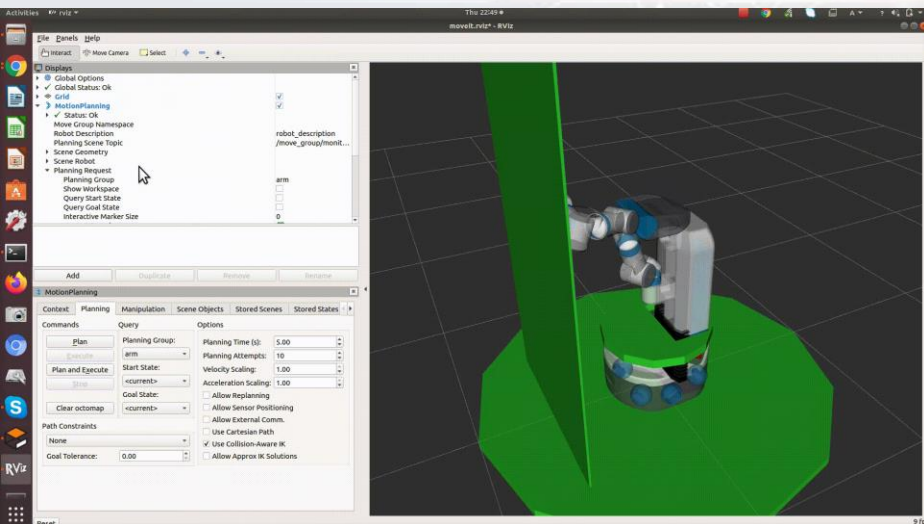 Activities
rviz
Thu 22:49
moveit.rviz* - RViz
File Panels Help
Interact Move Camera Select
Displays
Global Options
Global Status: Ok
Grid
MotionPlanning
Status: Ok
Move Group Namespace
Robot Description robot_description
Planning Scene Topic /move_group/monit...
Scene Geometry
Scene Robot
Planning Request
Planning Group arm
Show Workspace
Query Start State
Query Goal State
Interactive Marker Size 0
Add Duplicate Remove Rename
MotionPlanning
Context Planning Manipulation Scene Objects Stored Scenes Stored States
Commands Query Options
Plan Planning Group: Planning Time (s): 5.00
Execute arm Planning Attempts: 10
Plan and Execute Start State: Velocity Scaling: 1.00
Stop <current> Acceleration Scaling: 1.00
Goal State: Allow Replanning
Clear octomap <current> Allow Sensor Positioning
Allow External Comm.
Path Constraints Use Cartesian Path
None Use Collision-Aware IK
Goal Tolerance: 0.00 Allow Approx IK Solutions
RViz
Reset